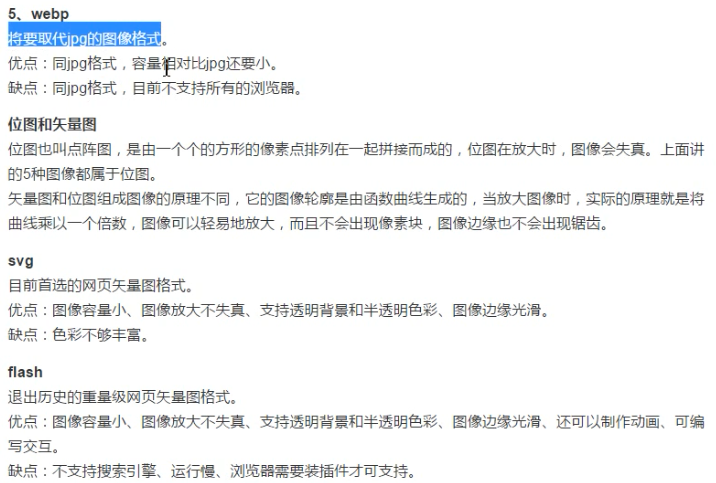 5、webp
将要取代jpg的图像格式。
优点：同jpg格式，容量相对比jpg还要小。
缺点：同jpg格式，目前不支持所有的浏览器。
位图和矢量图
位图也叫点阵图，是由一个个的方形的像素点排列在一起拼接而成的，位图在放大时，图像会失真。上面讲
的5种图像都属于位图。
矢量图和位图组成图像的原理不同，它的图像轮廓是由函数曲线生成的，当放大图像时，实际的原理就是将
曲线乘以一个倍数，图像可以轻易地放大，而且不会出现像素块，图像边缘也不会出现锯齿。
svg
目前首选的网页矢量图格式。
优点：图像容量小、图像放大不失真、支持透明背景和半透明色彩、图像边缘光滑。
缺点：色彩不够丰富。
flash
退出历史的重量级网页矢量图格式。
优点：图像容量小、图像放大不失真、支持透明背景和半透明色彩、图像边缘光滑、还可以制作动画、可编
写交互。
缺点：不支持搜索引擎、运行慢、浏览器需要装插件才可支持。